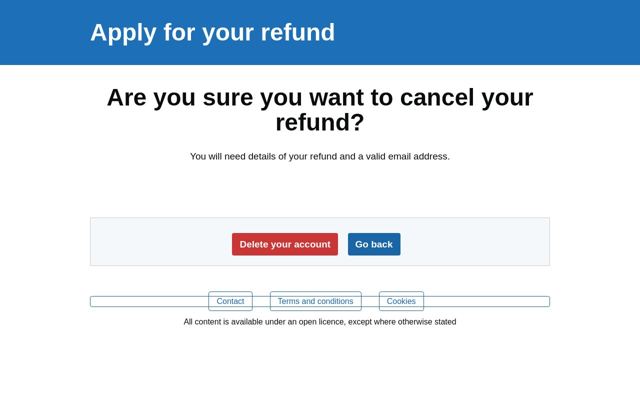 Apply for your refund
Are you sure you want to cancel your
refund?
You will need details of your refund and a valid email address.
Delete your account
Go back
Contact
Terms and conditions
Cookies
All content is available under an open licence, except where otherwise stated